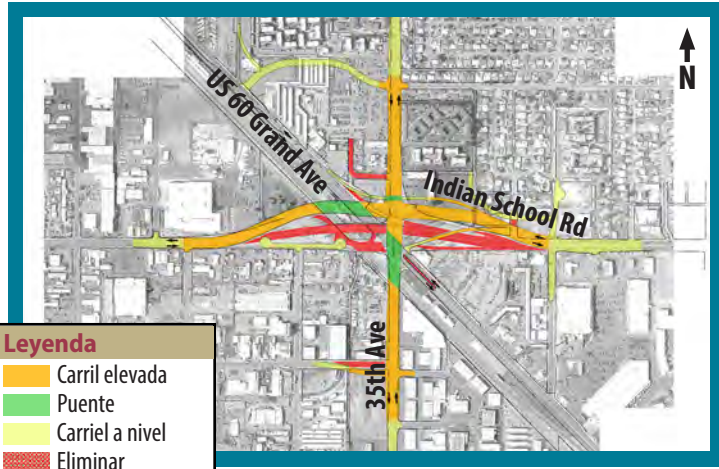 N
US 60 Grand Ave
Indian School Rd
35th Ave
Leyenda
Carril elevada
Puente
Carriel a nivel
Eliminar